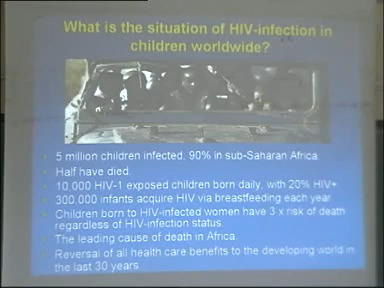 What is the situation of HIV-infection in
children worldwide?
5 million children infected, 90% in sub-Saharan Africa.
Half have died.
10,000 HIV-1 exposed children born daily, with 20% HIV+
300,000 infants acquire HIV via breastfeeding each year
Children born to HIV-infected women have 3 x risk of death
regardless of HIV-infection status.
The leading cause of death in Africa.
Reversal of all health care benefits to the developing world in
the last 30 years